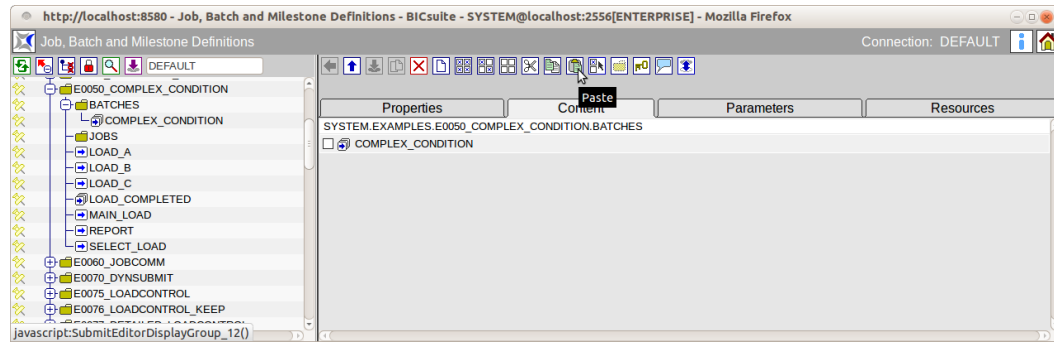 http://localhost:8580 - Job, Batch and Milestone Definitions - BICsuite - SYSTEM@localhost:2556[ENTERPRISE] - Mozilla Firefox
Job, Batch and Milestone Definitions
Connection: DEFAULT
DEFAULT
Paste
Properties
Content
Parameters
Resources
SYSTEM.EXAMPLES.E0050_COMPLEX_CONDITION.BATCHES
COMPLEX_CONDITION
E0050_COMPLEX_CONDITION
BATCHES
COMPLEX_CONDITION
JOBS
LOAD_A
LOAD_B
LOAD_C
LOAD_COMPLETED
MAIN_LOAD
REPORT
SELECT_LOAD
E0060_JOBCOMM
E0070_DYNSUBMIT
E0075_LOADCONTROL
E0076_LOADCONTROL_KEEP
javascript:SubmitEditorDisplayGroup_12()